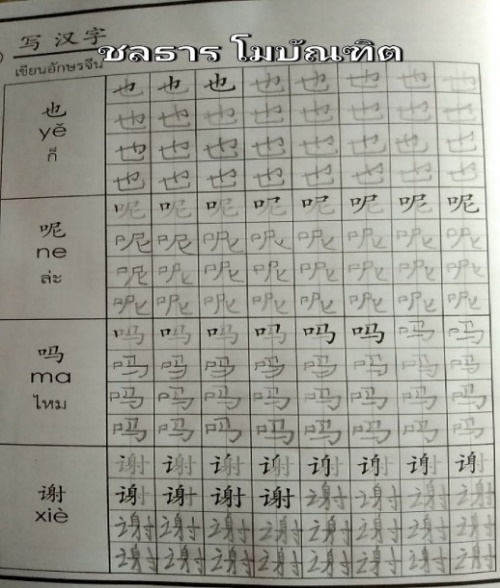 写 汉 字
ชลธาร โมบัณฑิต
เขียนอักษรจีน
也
yě
ก็
也 也 也 也 也 也 也 也
也 也 也 也 也 也 也 也
也 也 也 也 也 也 也 也
也 也 也 也 也 也 也 也
呢
ne
ล่ะ
呢 呢 呢 呢 呢 呢 呢 呢
呢 呢 呢 呢 呢 呢 呢 呢
呢 呢 呢 呢 呢 呢 呢 呢
呢 呢 呢 呢 呢 呢 呢 呢
吗
ma
ไหม
吗 吗 吗 吗 吗 吗 吗 吗
吗 吗 吗 吗 吗 吗 吗 吗
吗 吗 吗 吗 吗 吗 吗 吗
吗 吗 吗 吗 吗 吗 吗 吗
谢
xiè
谢 谢 谢 谢 谢 谢 谢 谢
谢 谢 谢 谢 谢 谢 谢 谢
谢 谢 谢 谢 谢 谢 谢 谢
谢 谢 谢 谢 谢 谢 谢 谢